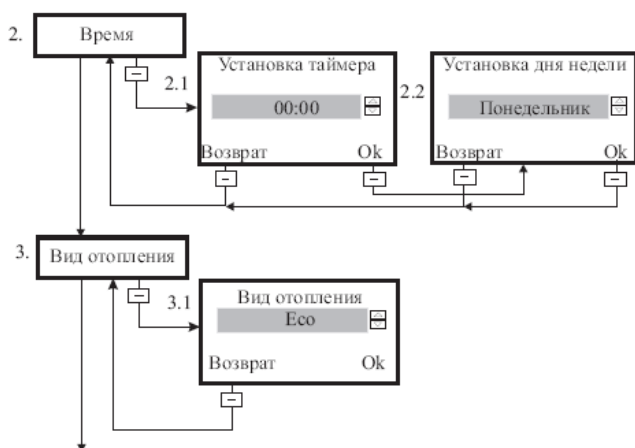 2. Время
2.1
Установка таймера
00:00
Возврат Ok
2.2
Установка дня недели
Понедельник
Возврат Ok
3. Вид отопления
3.1
Вид отопления
Eco
Возврат Ok